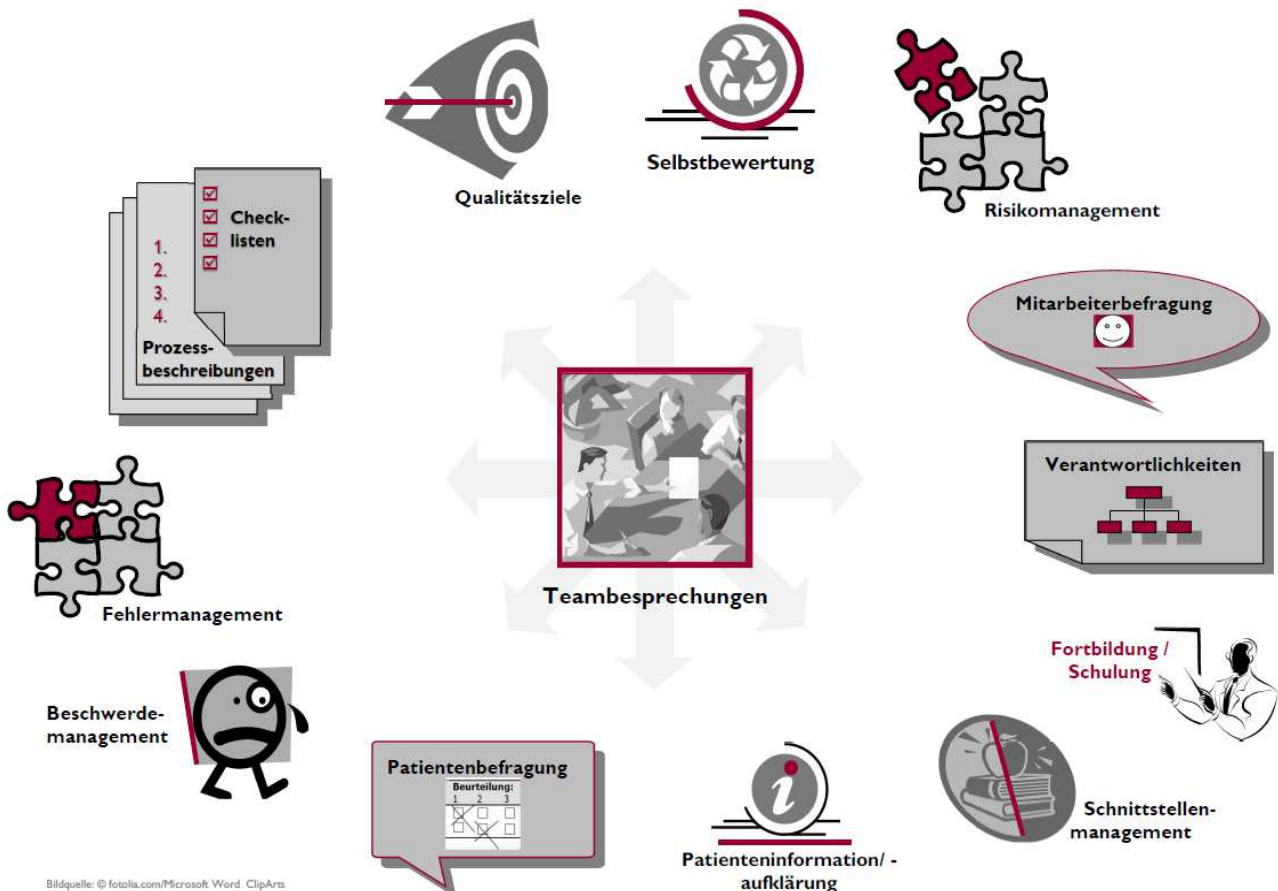 Qualitätsziele
Selbstbewertung
Risikomanagement
Check-
listen
1.
2.
3.
4.
Prozess-
beschreibungen
Mitarbeiterbefragung
Verantwortlichkeiten
Teambesprechungen
Fehlermanagement
Fortbildung /
Schulung
Beschwerde-
management
Patientenbefragung
Beurteilung:
1 2 3
i
Patienteninformation/ -
aufklärung
Schnittstellen-
management
Bildquelle: © fotolia.com/Microsoft Word ClipArts